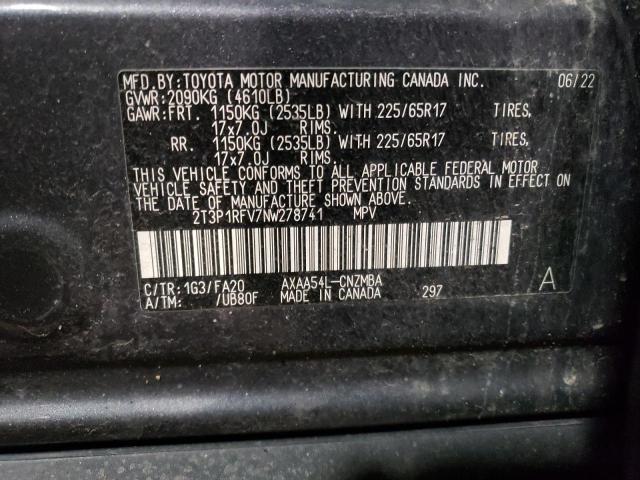 MFD.BY:TOYOTA MOTOR MANUFACTURING CANADA INC. 06/22
GVWR:2090KG (4610LB)
GAWR:FRT. 1150KG (2535LB) WITH 225/65R17 TIRES,
17x7.0J RIMS.
RR. 1150KG (2535LB) WITH 225/65R17 TIRES,
17x7.0J RIMS.
THIS VEHICLE CONFORMS TO ALL APPLICABLE FEDERAL MOTOR
VEHICLE SAFETY AND THEFT PREVENTION STANDARDS IN EFFECT ON
THE DATE OF MANUFACTURE SHOWN ABOVE.
2T3P1RFV7NW278741 MPV
C/TR:1G3/FA20 AXAA54L-CNZMBA A
A/TM: /UB80F MADE IN CANADA 297